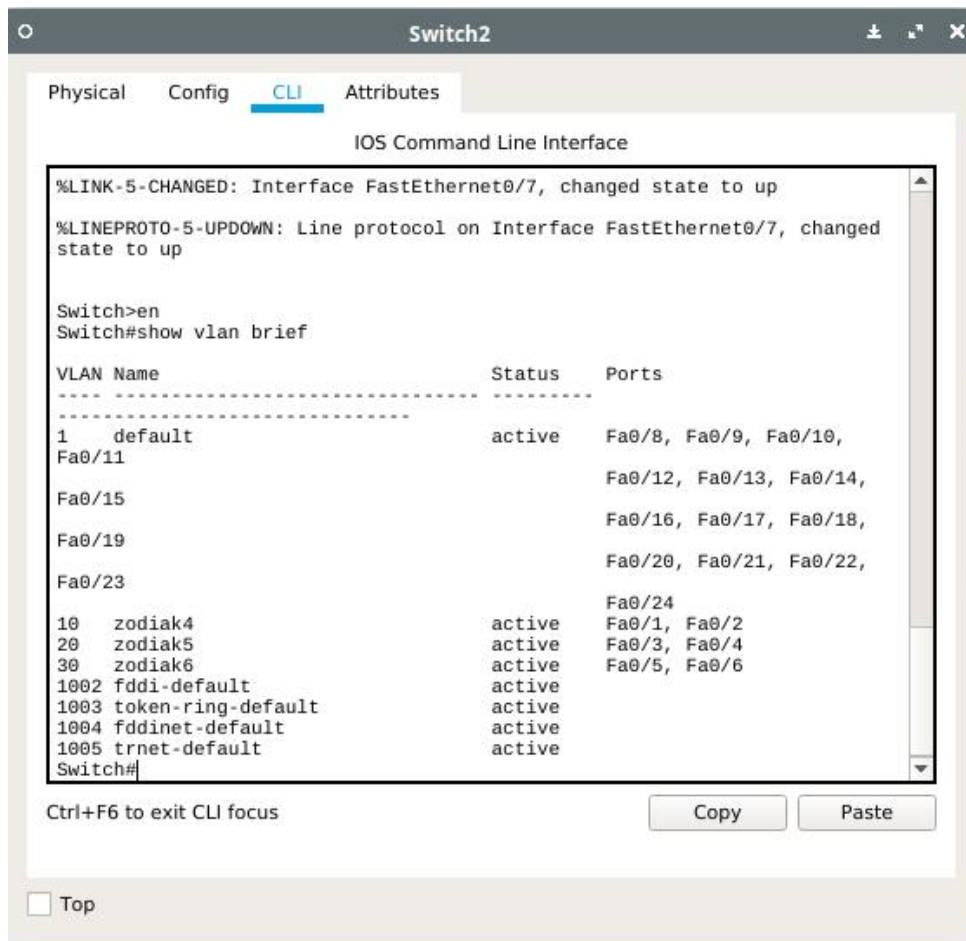 Switch2
Physical Config CLI Attributes
IOS Command Line Interface
%LINK-5-CHANGED: Interface FastEthernet0/7, changed state to up
%LINEPROTO-5-UPDOWN: Line protocol on Interface FastEthernet0/7, changed
state to up
Switch>en
Switch#show vlan brief
VLAN Name Status Ports
---- -------------------------------- ---------
-------------------------------
1 default active Fa0/8, Fa0/9, Fa0/10,
Fa0/11
Fa0/12, Fa0/13, Fa0/14,
Fa0/15
Fa0/16, Fa0/17, Fa0/18,
Fa0/19
Fa0/20, Fa0/21, Fa0/22,
Fa0/23
Fa0/24
10 zodiak4 active Fa0/1, Fa0/2
20 zodiak5 active Fa0/3, Fa0/4
30 zodiak6 active Fa0/5, Fa0/6
1002 fddi-default active
1003 token-ring-default active
1004 fddinet-default active
1005 trnet-default active
Switch#
Ctrl+F6 to exit CLI focus Copy Paste
Top